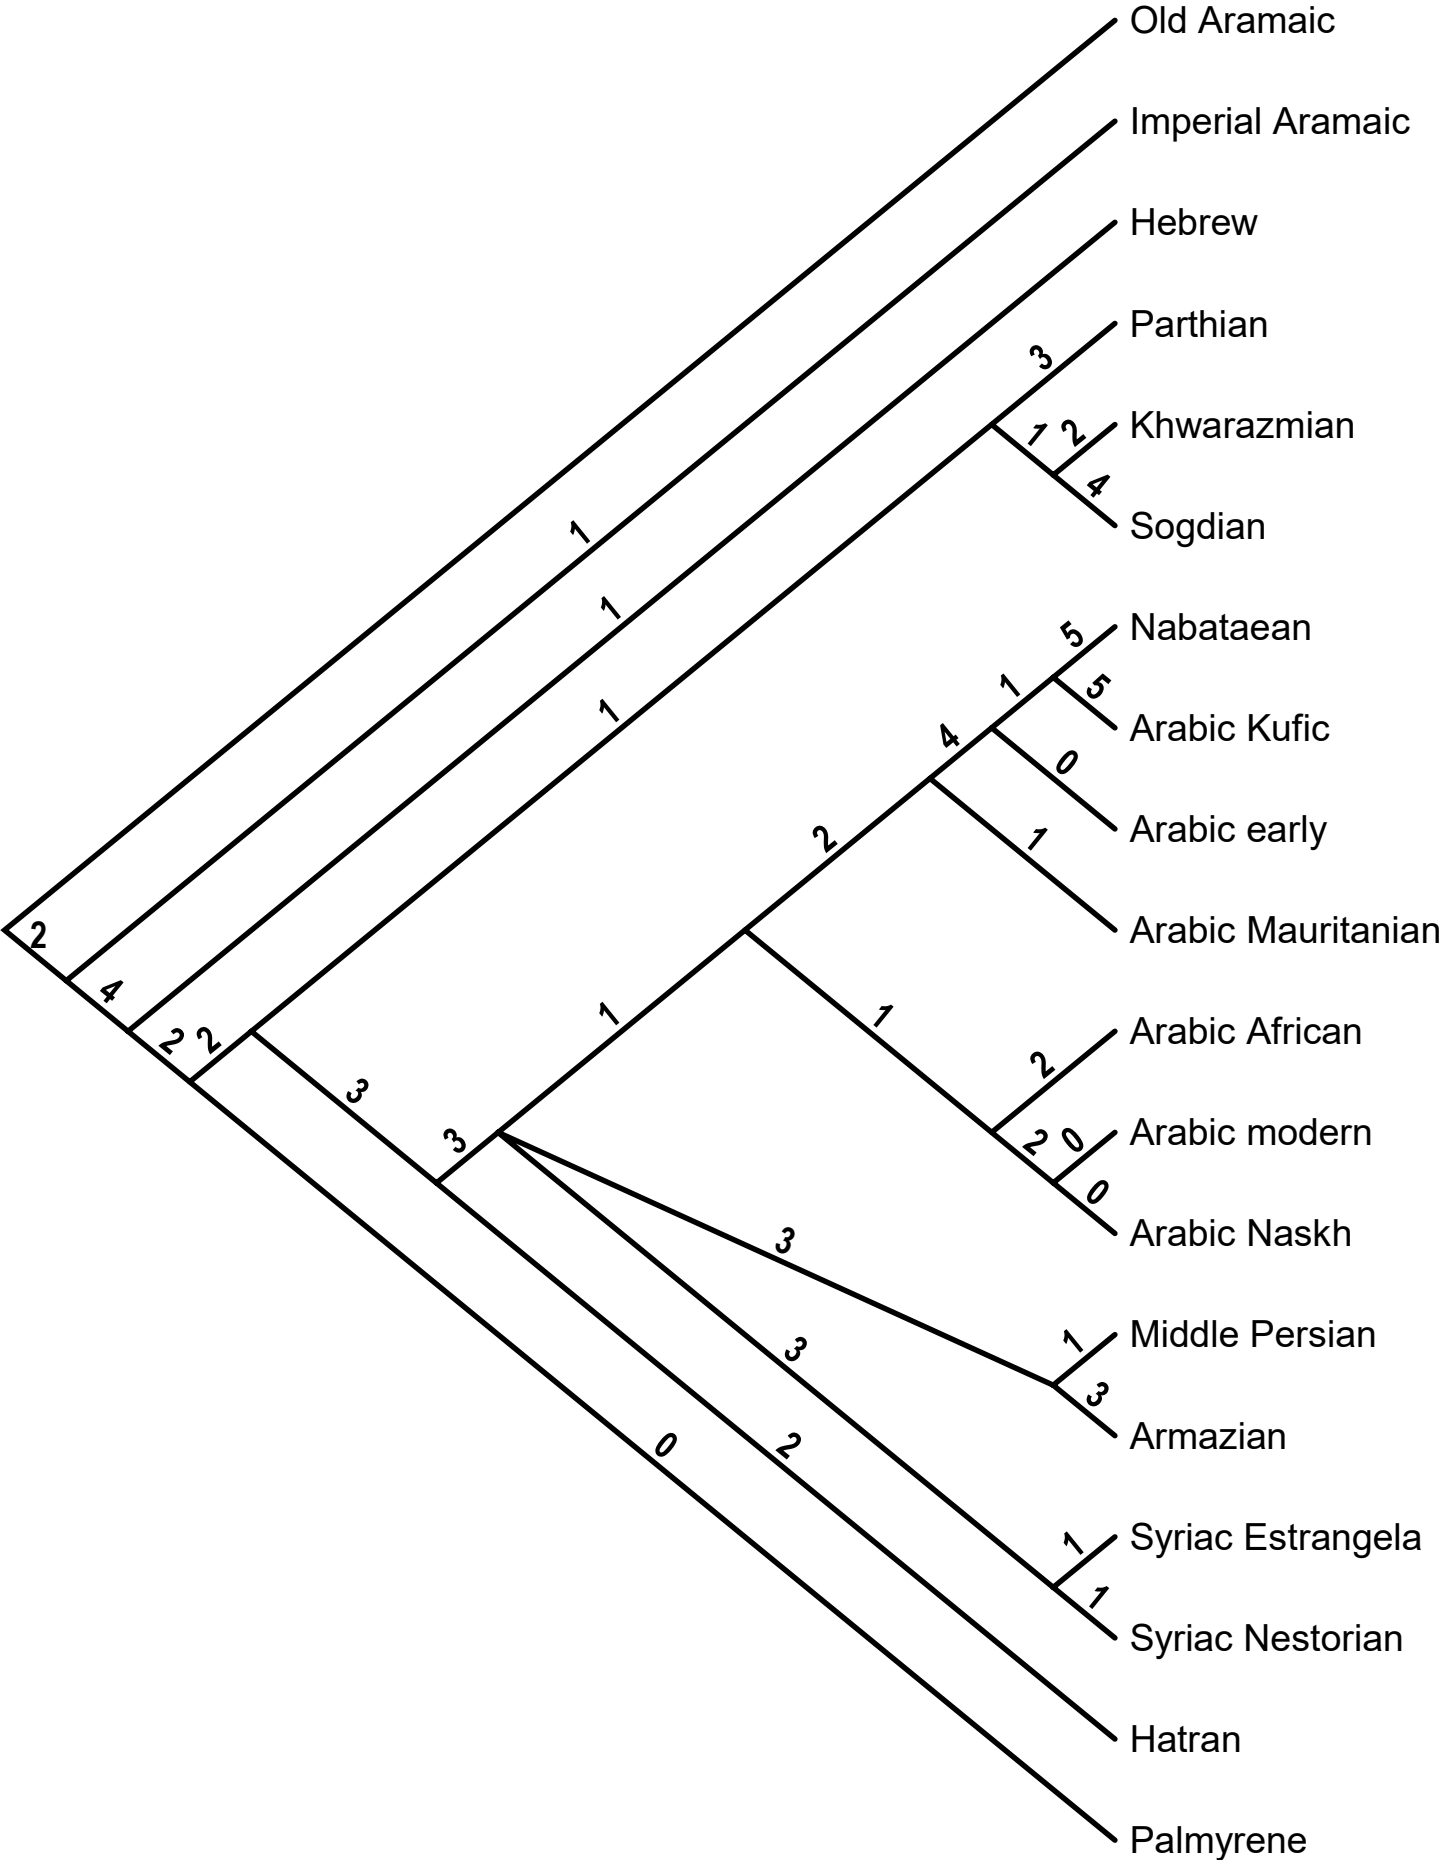 Old Aramaic
Imperial Aramaic
Hebrew
3 Parthian
1 2 Khwarazmian
4 Sogdian
1
1
5 Nabataean
1 5
1 4 Arabic Kufic
0
2 1 Arabic early
2 Arabic Mauritanian
4
1 1
2 2 2 Arabic African
3
3 2 0 Arabic modern
0
Arabic Naskh
3
3 1 Middle Persian
3
Armazian
0 2
1 Syriac Estrangela
1
Syriac Nestorian
Hatran
Palmyrene